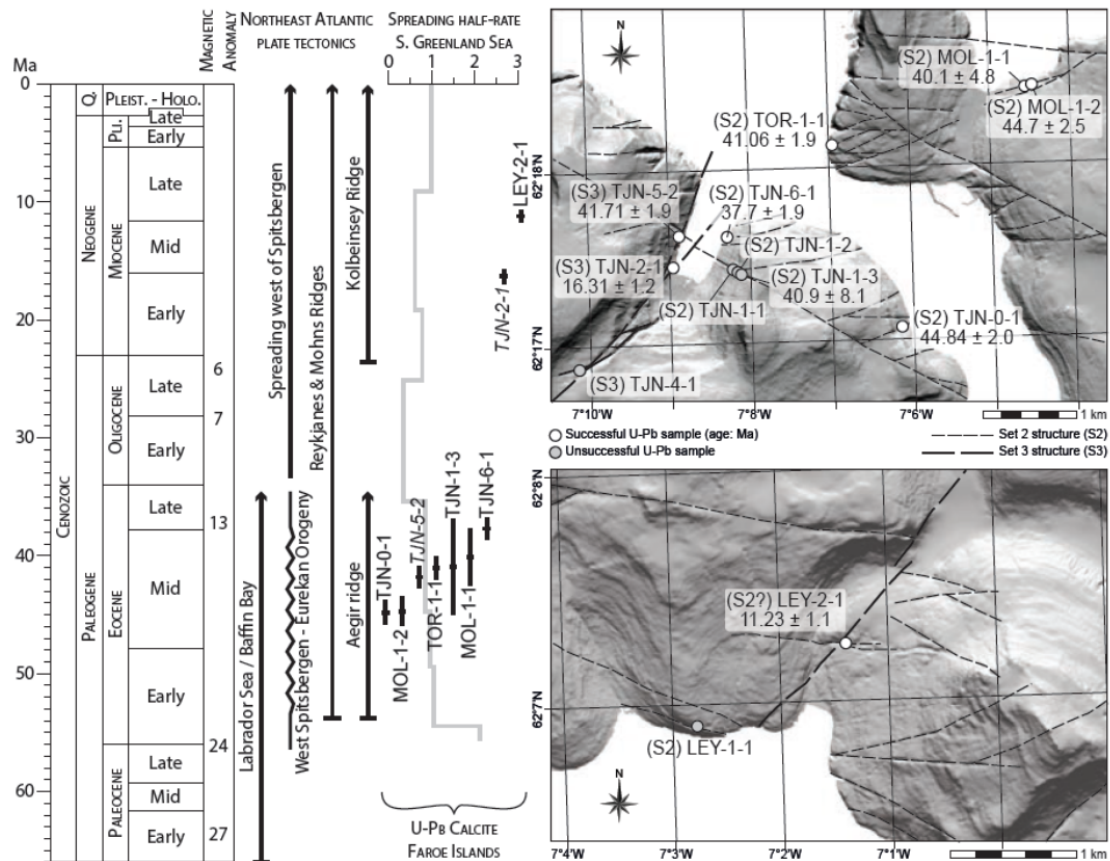 NORTHEAST ATLANTIC
PLATE TECTONICS
SPREADING HALF-RATE
S. GREENLAND SEA
MAGNETIC
ANOMALY
Ma
0 1 2 3
0
10
20
30
40
50
60
CENOZOIC
Q.
NEOGENE
PALEOGENE
PLEIST. - HOLO.
PLI.
MIOCENE
OLIGOCENE
EOCENE
PALEOCENE
Late
Early
Late
Mid
Early
Late
Early
Late
Mid
Early
Late
Mid
Early
6
7
13
24
27
Labrador Sea / Baffin Bay
Spreading west of Spitsbergen
West Spitsbergen - Eurekan Orogeny
Reykjanes & Mohns Ridges
Kolbeinsey Ridge
Aegir ridge
TJN-0-1
MOL-1-2
TJN-5-2
TOR-1-1
TJN-1-3
MOL-1-1
TJN-6-1
TJN-2-1
LEY-2-1
U-PB CALCITE
FAROE ISLANDS
N
(S2) MOL-1-1
40.1 ± 4.8
(S2) MOL-1-2
44.7 ± 2.5
(S2) TOR-1-1
41.06 ± 1.9
(S3) TJN-5-2
41.71 ± 1.9
(S2) TJN-6-1
37.7 ± 1.9
(S2) TJN-1-2
(S3) TJN-2-1
16.31 ± 1.2
(S2) TJN-1-3
40.9 ± 8.1
(S2) TJN-1-1
(S2) TJN-0-1
44.84 ± 2.0
(S3) TJN-4-1
62°18'N
62°17'N
7°10'W
7°8'W
7°6'W
1 km
Successful U-Pb sample (age: Ma)
Unsuccessful U-Pb sample
Set 2 structure (S2)
Set 3 structure (S3)
62°8'N
62°7'N
(S2?) LEY-2-1
11.23 ± 1.1
(S2) LEY-1-1
N
7°4'W
7°3'W
7°2'W
7°1'W
1 km